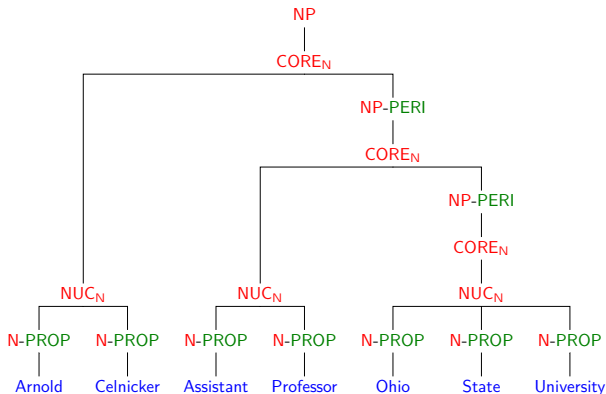 NP
CORE_N
NP-PERI
CORE_N
NP-PERI
CORE_N
NUC_N NUC_N NUC_N
N-PROP N-PROP N-PROP N-PROP N-PROP N-PROP N-PROP
Arnold Celnicker Assistant Professor Ohio State University